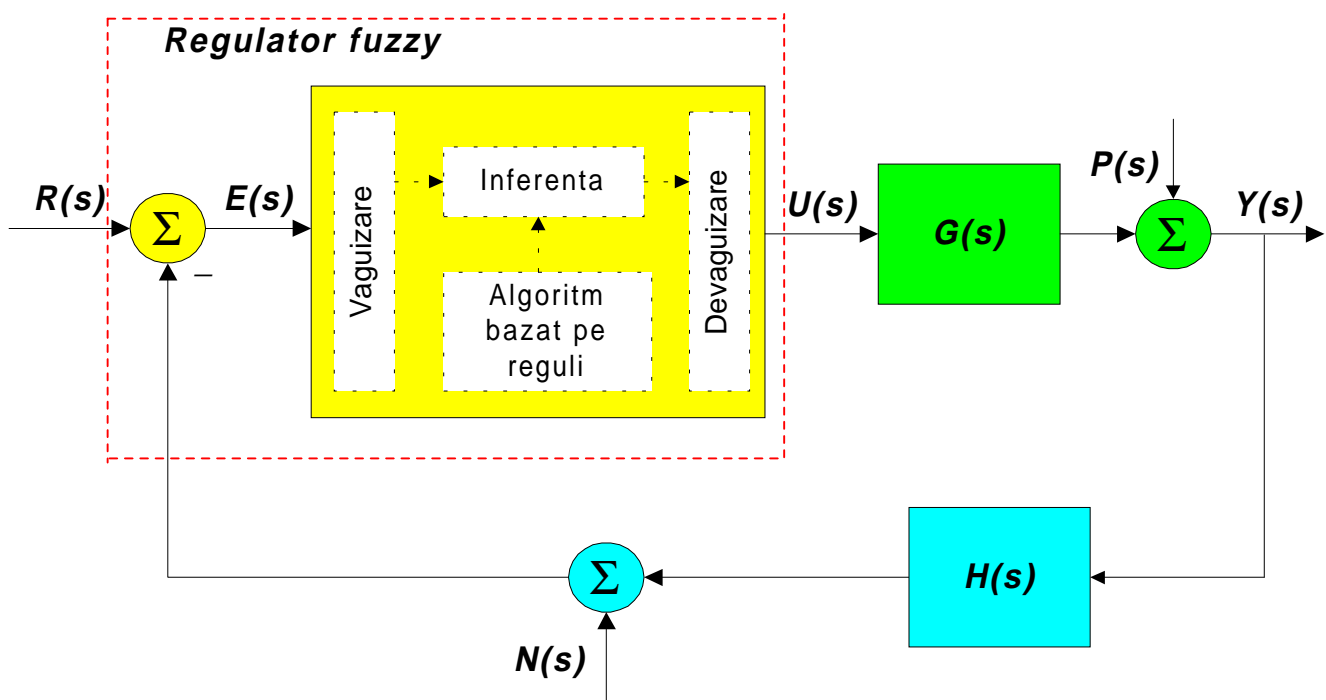 Regulator fuzzy
R(s)
Σ
–
E(s)
Vaguizare
Inferenta
Algoritm
bazat pe
reguli
Devaguizare
U(s)
G(s)
P(s)
Σ
Y(s)
H(s)
Σ
N(s)